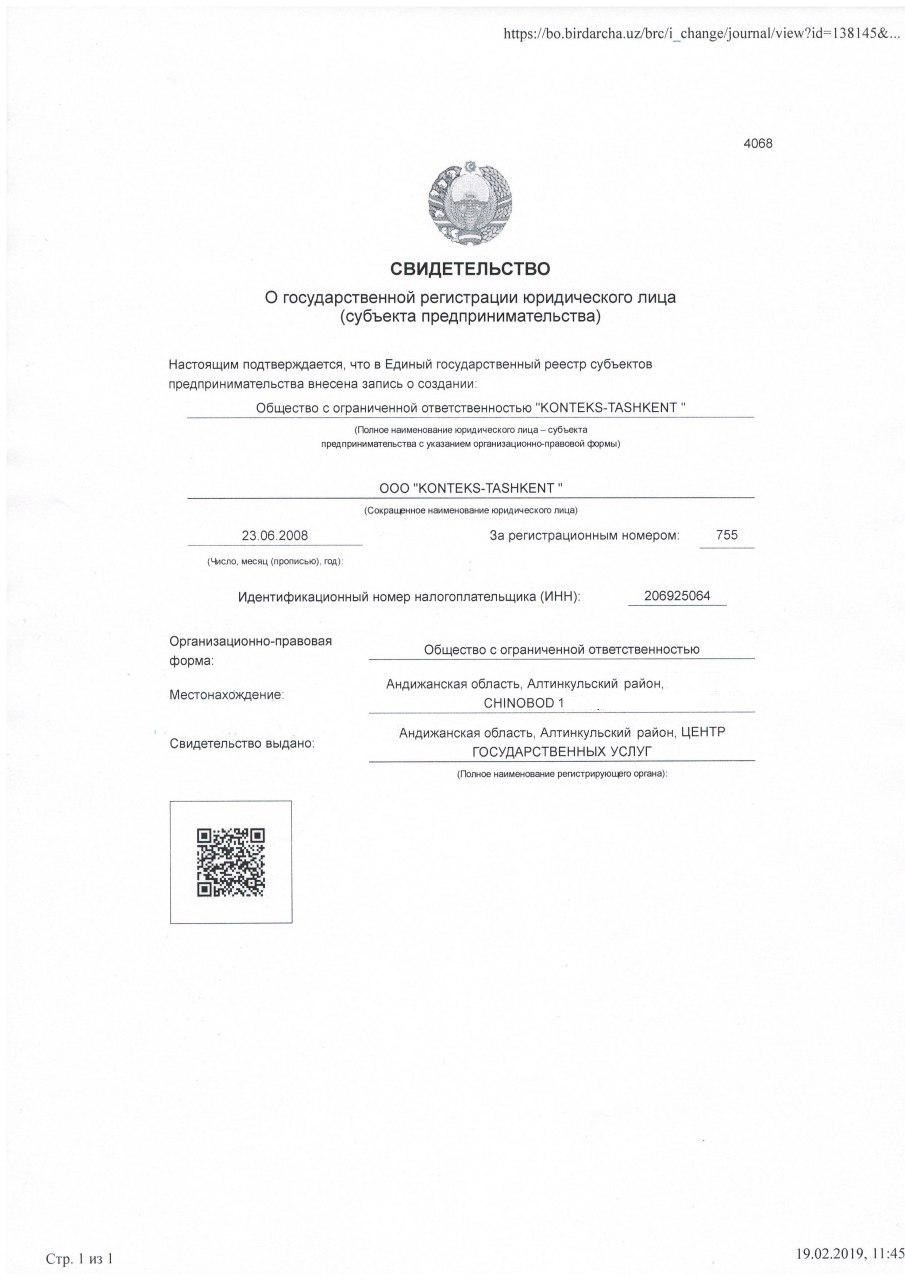 https://bo.birdarcha.uz/brc/i_change/journal/view?id=138145&...
4068
СВИДЕТЕЛЬСТВО
О государственной регистрации юридического лица
(субъекта предпринимательства)
Настоящим подтверждается, что в Единый государственный реестр субъектов
предпринимательства внесена запись о создании:
Общество с ограниченной ответственностью "KONTEKS-TASHKENT "
(Полное наименование юридического лица – субъекта
предпринимательства с указанием организационно-правовой формы)
ООО "KONTEKS-TASHKENT "
(Сокращенное наименование юридического лица)
23.06.2008 За регистрационным номером: 755
(Число, месяц (прописью), год):
Идентификационный номер налогоплательщика (ИНН): 206925064
Организационно-правовая
форма: Общество с ограниченной ответственностью
Местонахождение: Андижанская область, Алтинкульский район,
CHINOBOD 1
Свидетельство выдано: Андижанская область, Алтинкульский район, ЦЕНТР
ГОСУДАРСТВЕННЫХ УСЛУГ
(Полное наименование регистрирующего органа):
Стр. 1 из 1
19.02.2019, 11:45